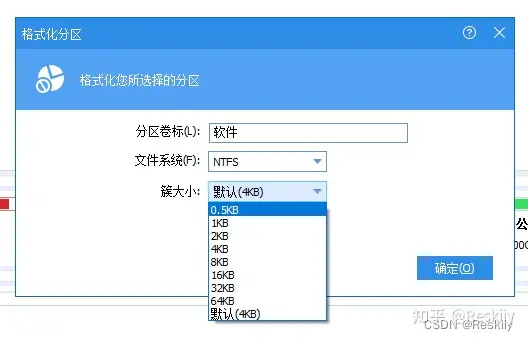 格式化分区
格式化您所选择的分区
分区卷标(L): 软件
文件系统(F): NTFS
簇大小: 默认(4KB)
0.5KB
1KB
2KB
4KB
8KB
16KB
32KB
64KB
默认(4KB)
公
确定(O)
知乎 @Reskiiy
CSDN @Reskiiy